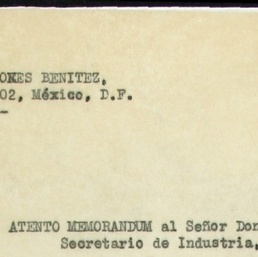 ONES BENITEZ,
02, México, D.F.
ATENTO MEMORANDUM al Señor Don
Secretario de Industria,